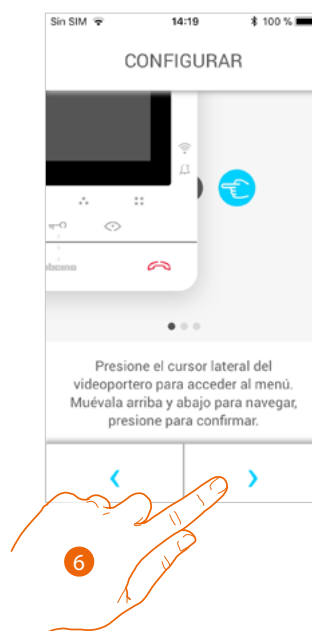 Sin SIM 14:19 100 %
CONFIGURAR
Presione el cursor lateral del
videoportero para acceder al menú.
Muévala arriba y abajo para navegar,
presione para confirmar.
6